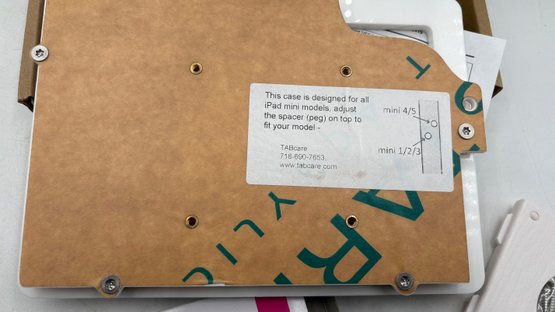 This case is designed for all
iPad mini models, adjust
the spacer (peg) on top to
fit your model -
TABcare
718-690-7653
www.tabcare.com
mini 4/5
mini 1/2/3
YLIC